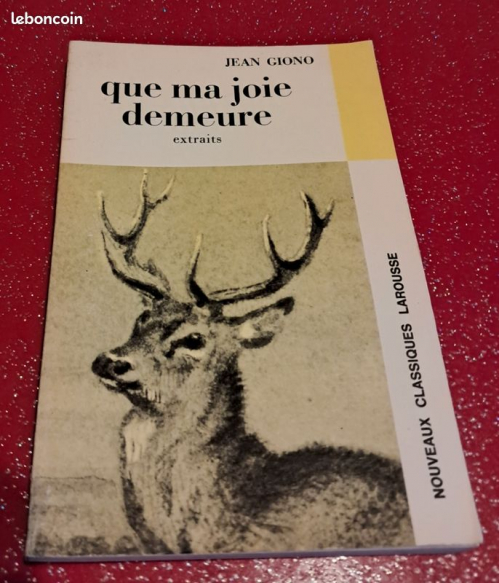 leboncoin
JEAN GIONO
que ma joie
demeure
extraits
NOUVEAUX CLASSIQUES LAROUSSE